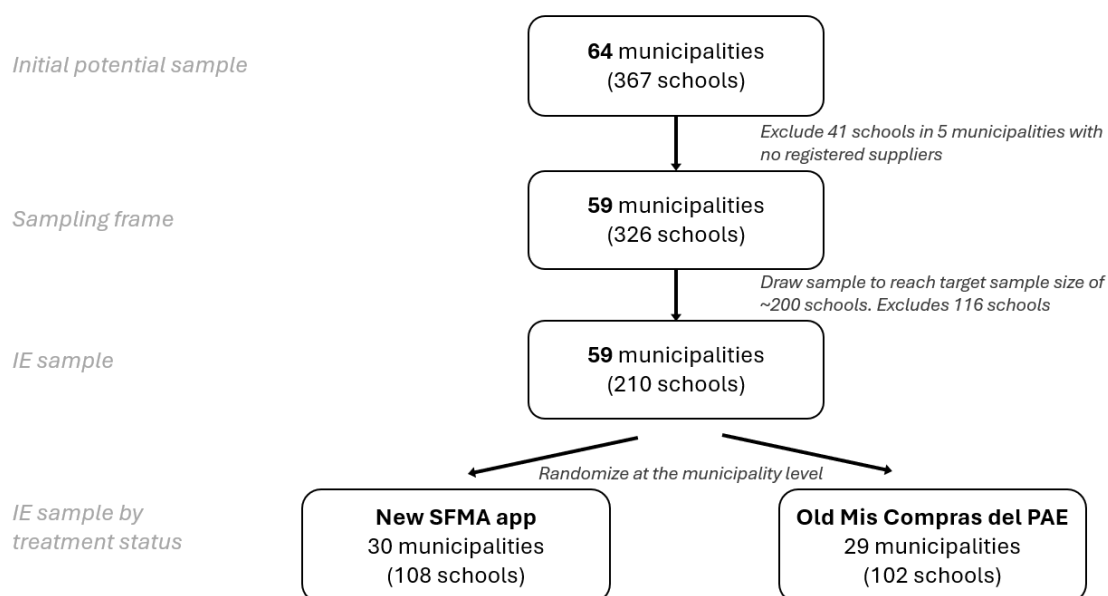 Initial potential sample
64 municipalities
(367 schools)
Exclude 41 schools in 5 municipalities with
no registered suppliers
Sampling frame
59 municipalities
(326 schools)
Draw sample to reach target sample size of
~200 schools. Excludes 116 schools
IE sample
59 municipalities
(210 schools)
Randomize at the municipality level
IE sample by
treatment status
New SFMA app
30 municipalities
(108 schools)
Old Mis Compras del PAE
29 municipalities
(102 schools)